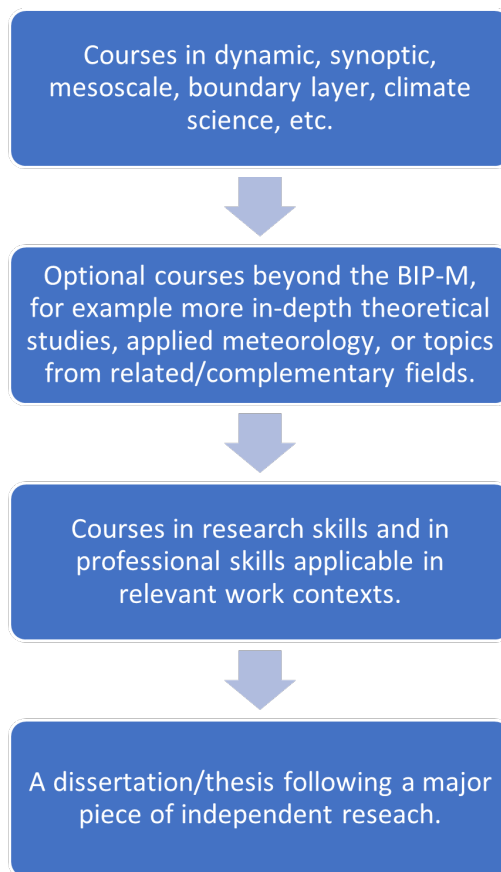 Courses in dynamic, synoptic,
mesoscale, boundary layer, climate
science, etc.
Optional courses beyond the BIP-M,
for example more in-depth theoretical
studies, applied meteorology, or topics
from related/complementary fields.
Courses in research skills and in
professional skills applicable in
relevant work contexts.
A dissertation/thesis following a major
piece of independent reseach.